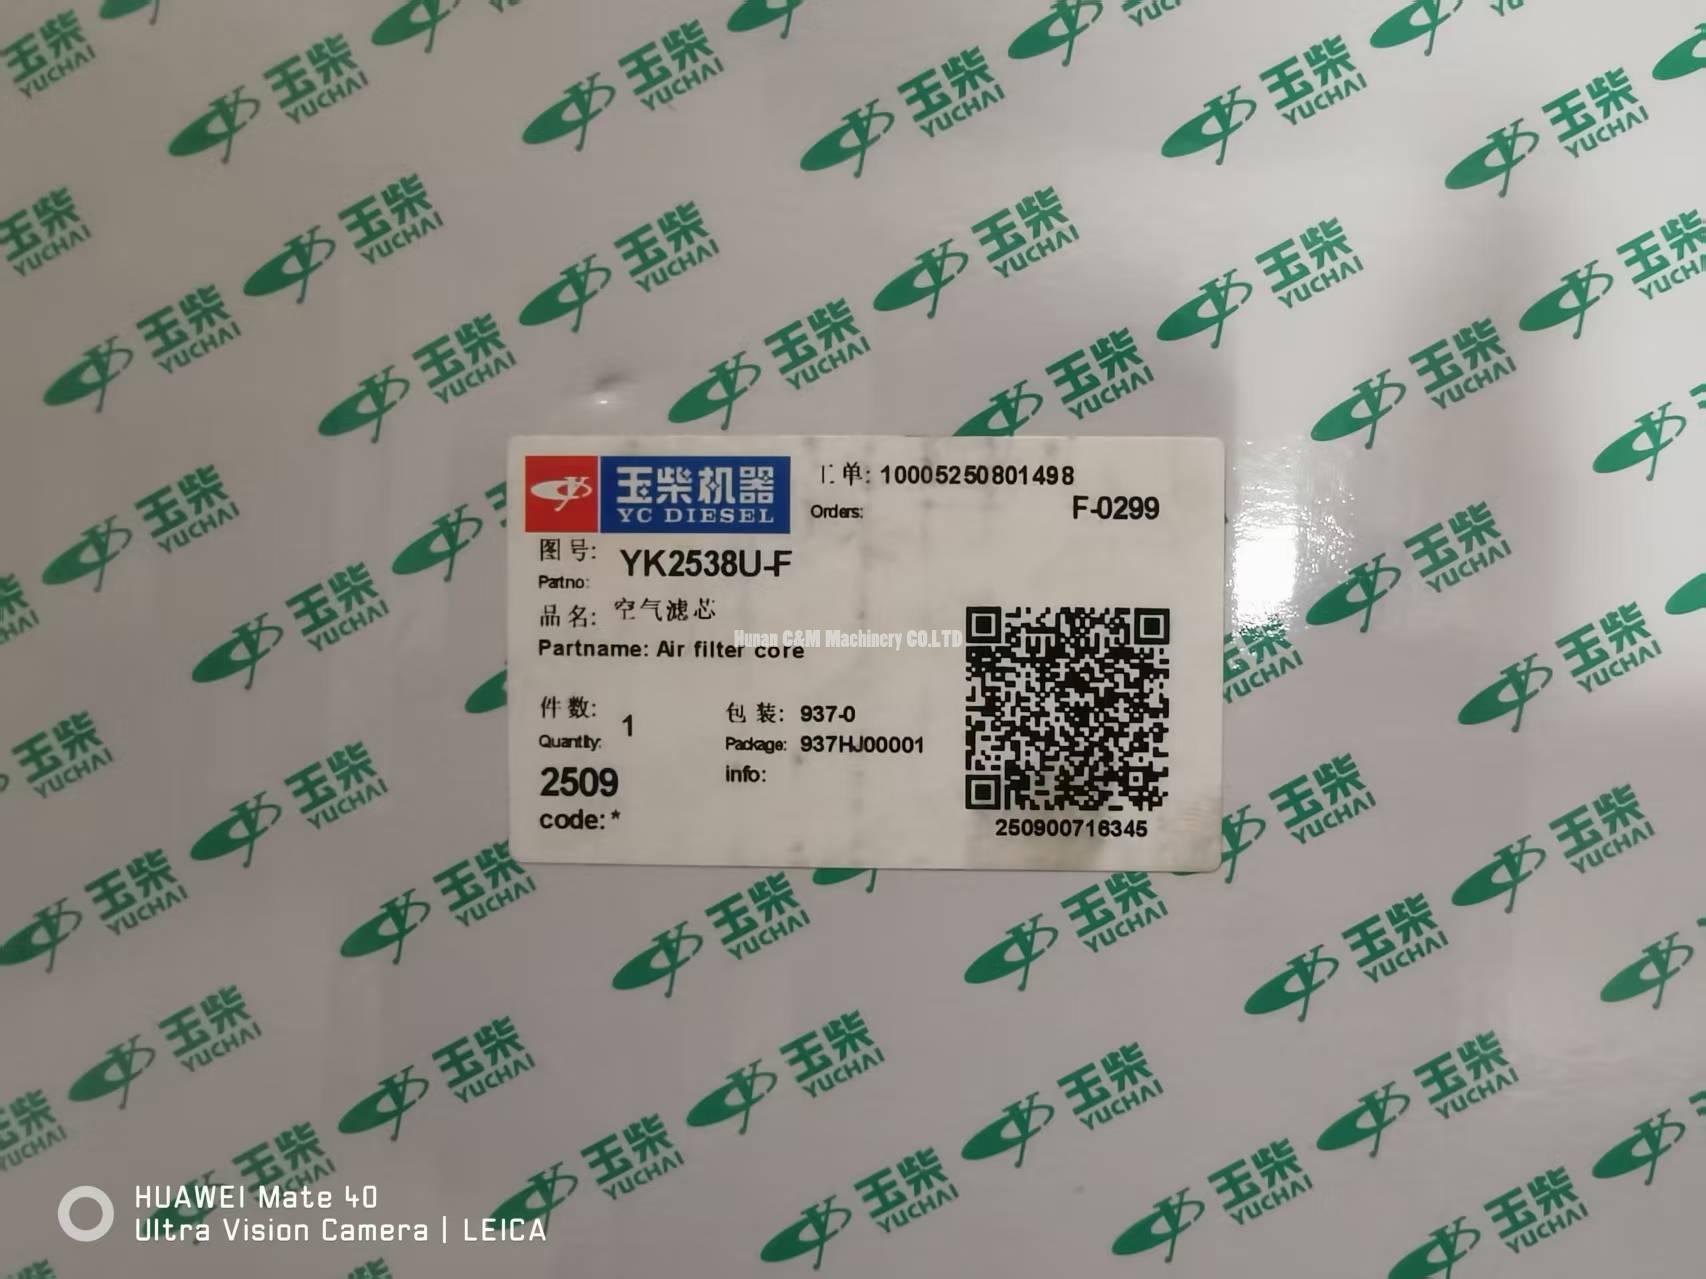 玉柴机器
YC DIESEL
汇单: 10005250801498
Orders:
F-0299
图号: YK2538U-F
Partno:
品名: 空气滤芯
Partname: Air filter core
Hunan C&M Machinery CO.LTD
件数: 1
Quantity:
包装: 937-0
Package: 937HJ00001
info:
2509
code: *
250900716345
玉柴
YUCHAI
HUAWEI Mate 40
Ultra Vision Camera | LEICA